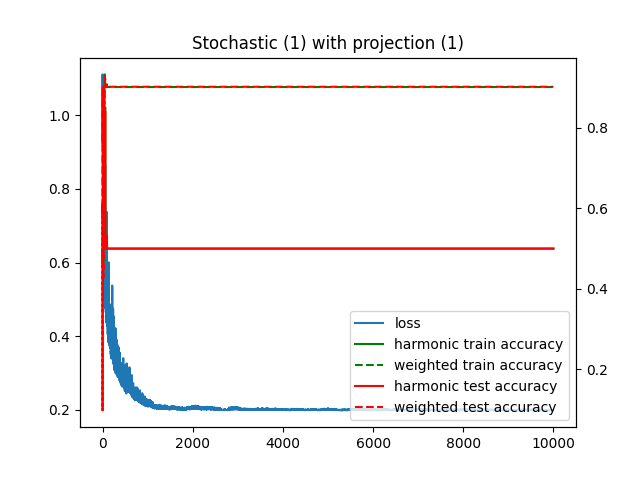 Stochastic (1) with projection (1)
1.0
0.8
0.6
0.4
0.2
0.8
0.6
0.4
0.2
loss
harmonic train accuracy
weighted train accuracy
harmonic test accuracy
weighted test accuracy
0 2000 4000 6000 8000 10000